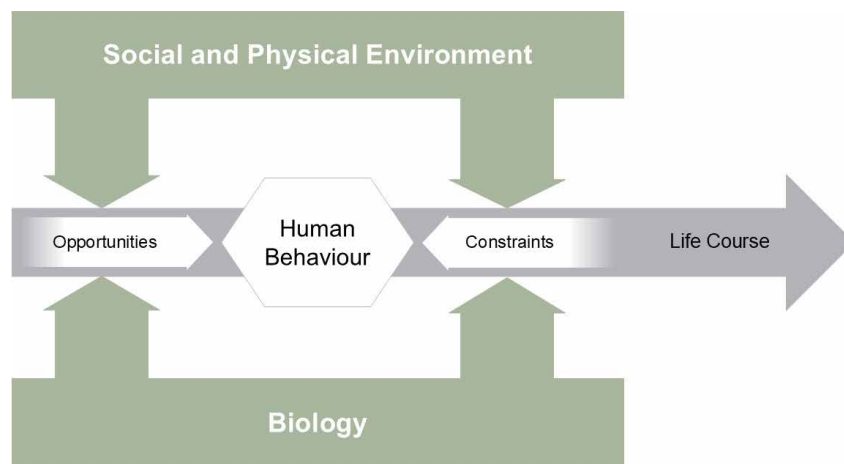 Social and Physical Environment
Opportunities
Human
Behaviour
Constraints
Life Course
Biology